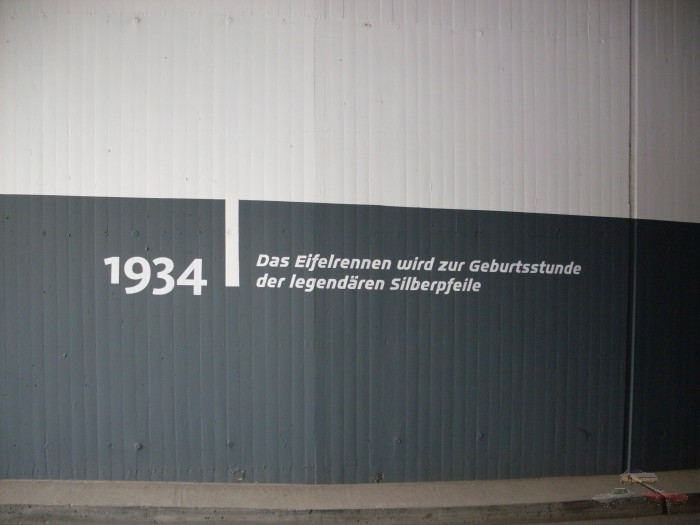 1934
Das Eifelrennen wird zur Geburtsstunde
der legendären Silberpfeile